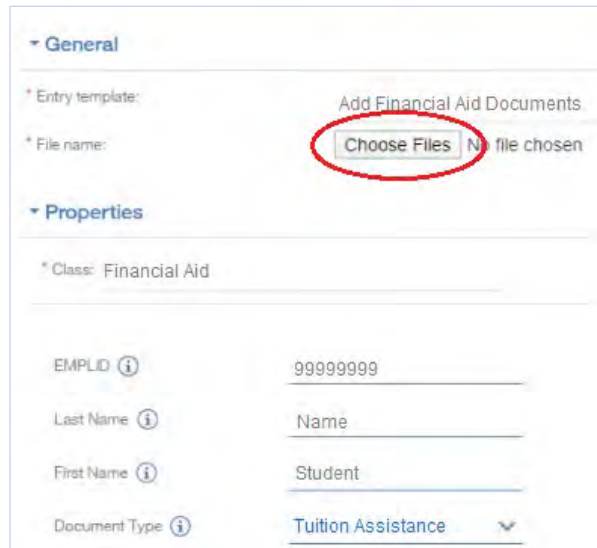 General
* Entry template: Add Financial Aid Documents
* File name: Choose Files No file chosen
Properties
* Class: Financial Aid
EMPLID i 99999999
Last Name i Name
First Name i Student
Document Type i Tuition Assistance